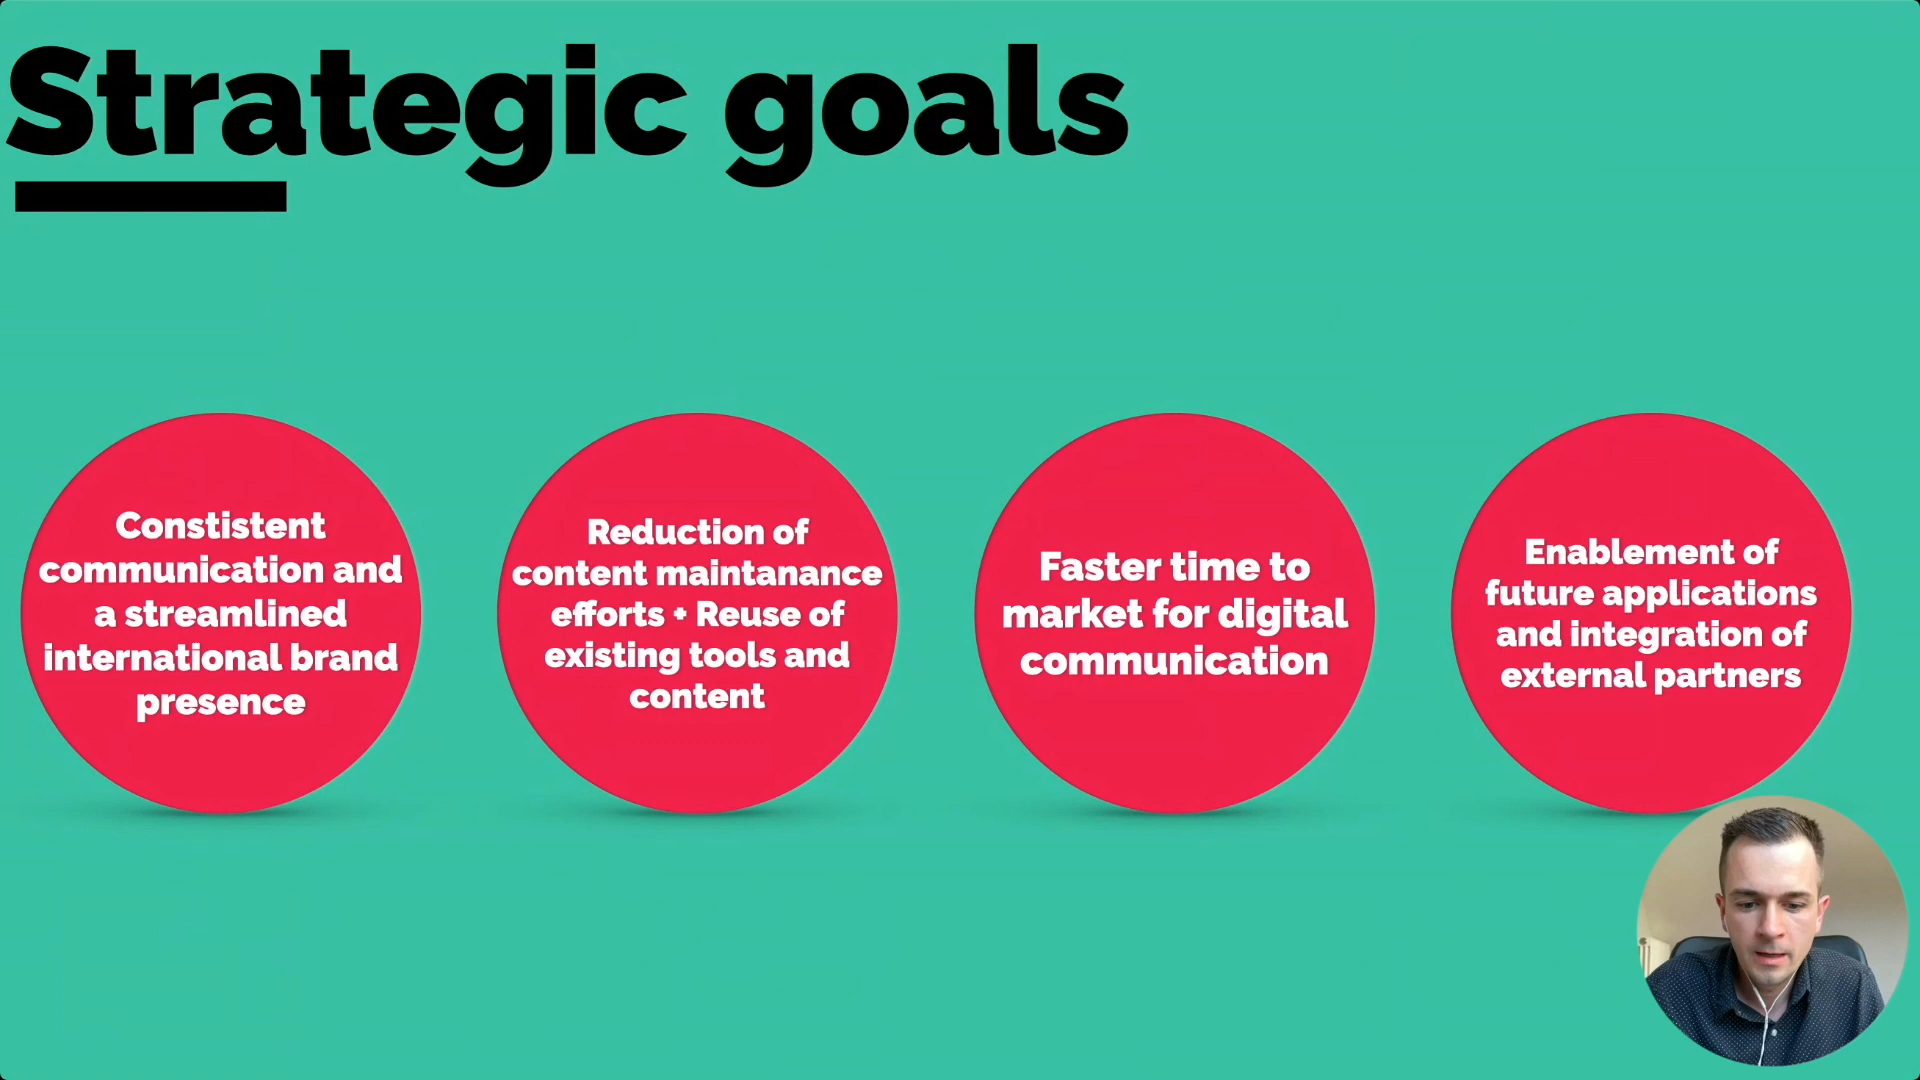 Strategic goals
Constistent
communication and
a streamlined
international brand
presence
Reduction of
content maintanance
efforts + Reuse of
existing tools and
content
Faster time to
market for digital
communication
Enablement of
future applications
and integration of
external partners